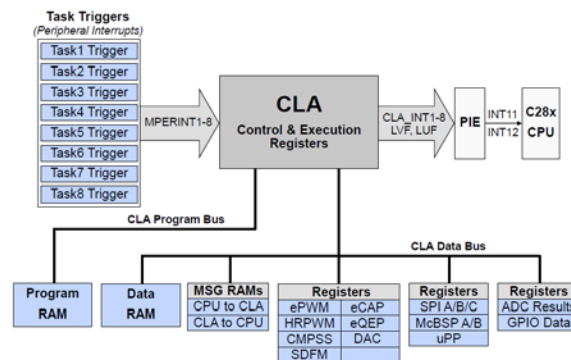 Task Triggers
(Peripheral Interrupts)
Task1 Trigger
Task2 Trigger
Task3 Trigger
Task4 Trigger
Task5 Trigger
Task6 Trigger
Task7 Trigger
Task8 Trigger
MPERINT1-8
CLA
Control & Execution
Registers
CLA_INT1-8
LVF, LUF
PIE
INT11
INT12
C28x
CPU
CLA Program Bus
CLA Data Bus
Program
RAM
Data
RAM
MSG RAMs
CPU to CLA
CLA to CPU
Registers
ePWM eCAP
HRPWM eQEP
CMPSS DAC
SDFM
Registers
SPI A/B/C
McBSP A/B
uPP
Registers
ADC Results
GPIO Data